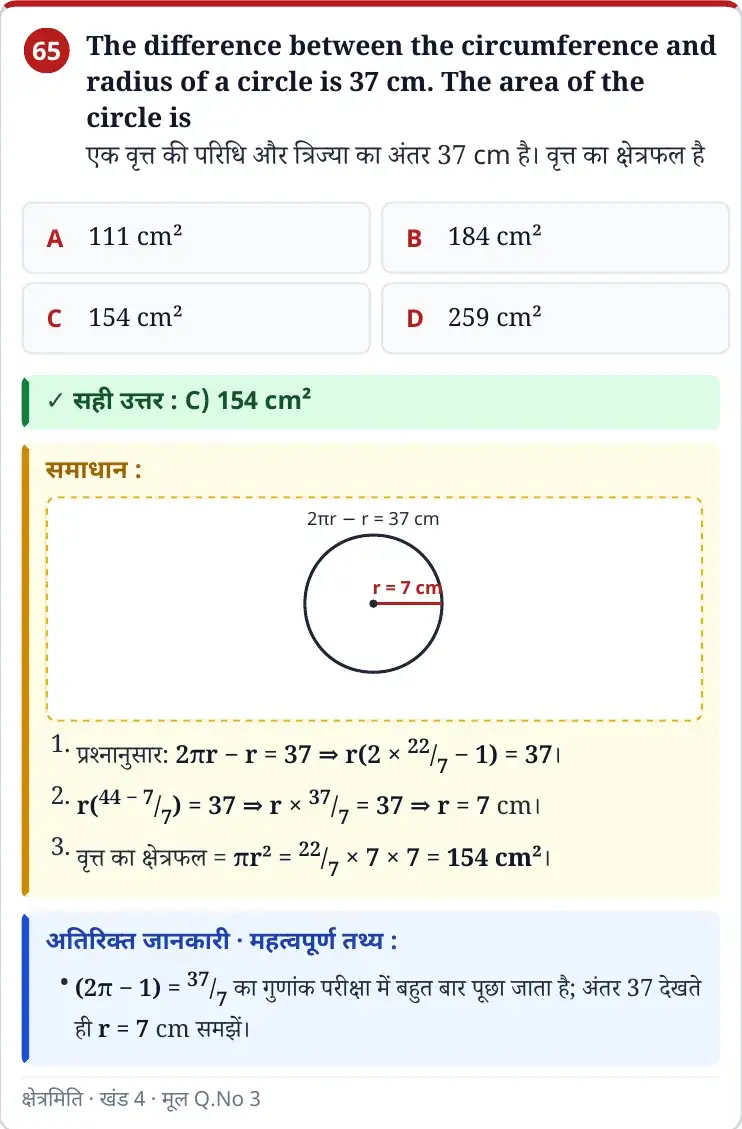 65
The difference between the circumference and
radius of a circle is 37 cm. The area of the
circle is
एक वृत्त की परिधि और त्रिज्या का अंतर 37 cm है। वृत्त का क्षेत्रफल है
A 111 cm²
B 184 cm²
C 154 cm²
D 259 cm²
✓ सही उत्तर : C) 154 cm²
समाधान :
2πr − r = 37 cm
r = 7 cm
1. प्रश्नानुसार: 2πr − r = 37 ⇒ r(2 × ²²/₇ − 1) = 37।
2. r(⁴⁴ ⁻ ⁷/₇) = 37 ⇒ r × ³⁷/₇ = 37 ⇒ r = 7 cm।
3. वृत्त का क्षेत्रफल = πr² = ²²/₇ × 7 × 7 = 154 cm²।
अतिरिक्त जानकारी · महत्वपूर्ण तथ्य :
• (2π − 1) = ³⁷/₇ का गुणांक परीक्षा में बहुत बार पूछा जाता है; अंतर 37 देखते
ही r = 7 cm समझें।
क्षेत्रमिति · खंड 4 · मूल Q.No 3